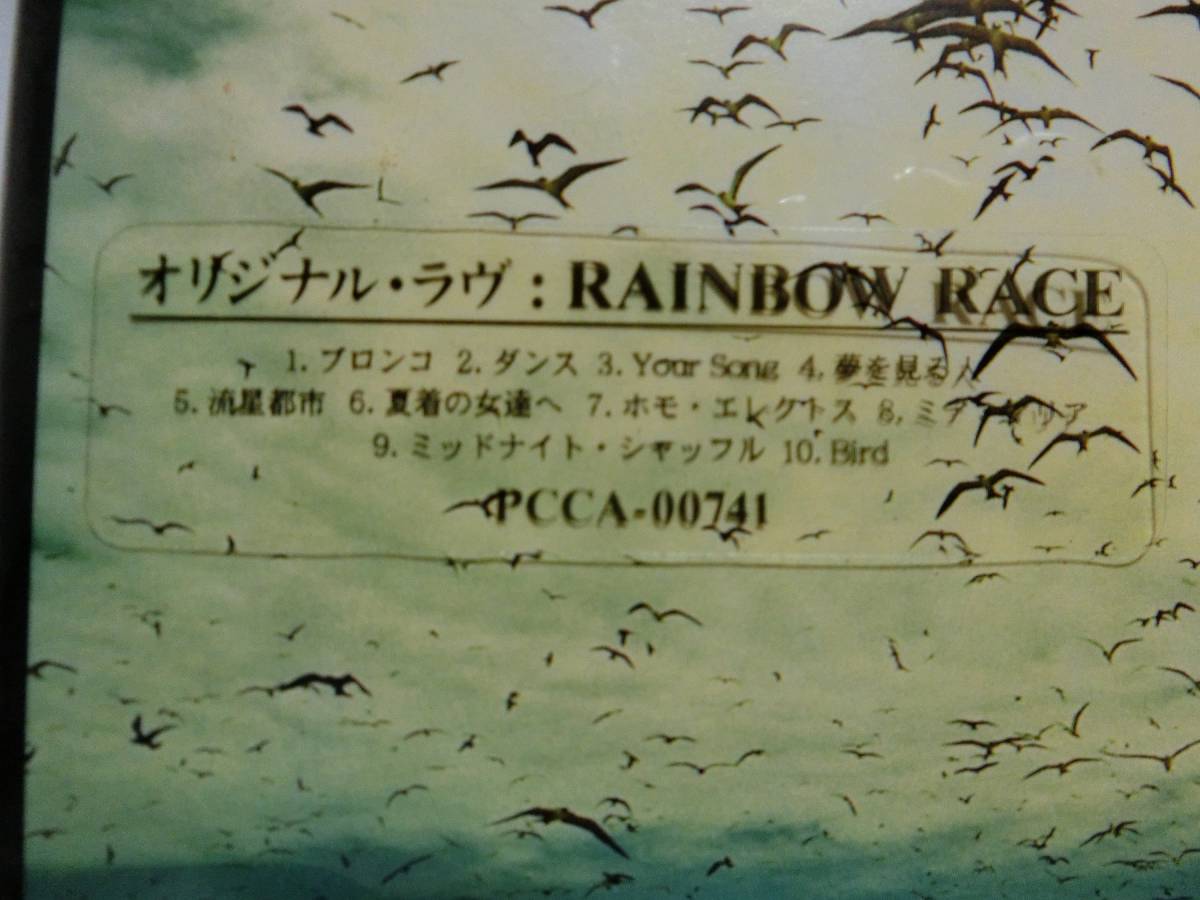 オリジナル・ラヴ：RAINBOW RACE
1. ブロンコ 2. ダンス 3. Your Song 4. 夢を見る人
5. 流星都市 6. 夏着の女達へ 7. ホモ・エレクトス 8.
9. ミッドナイト・シャッフル 10. Bird
PCCA-00741